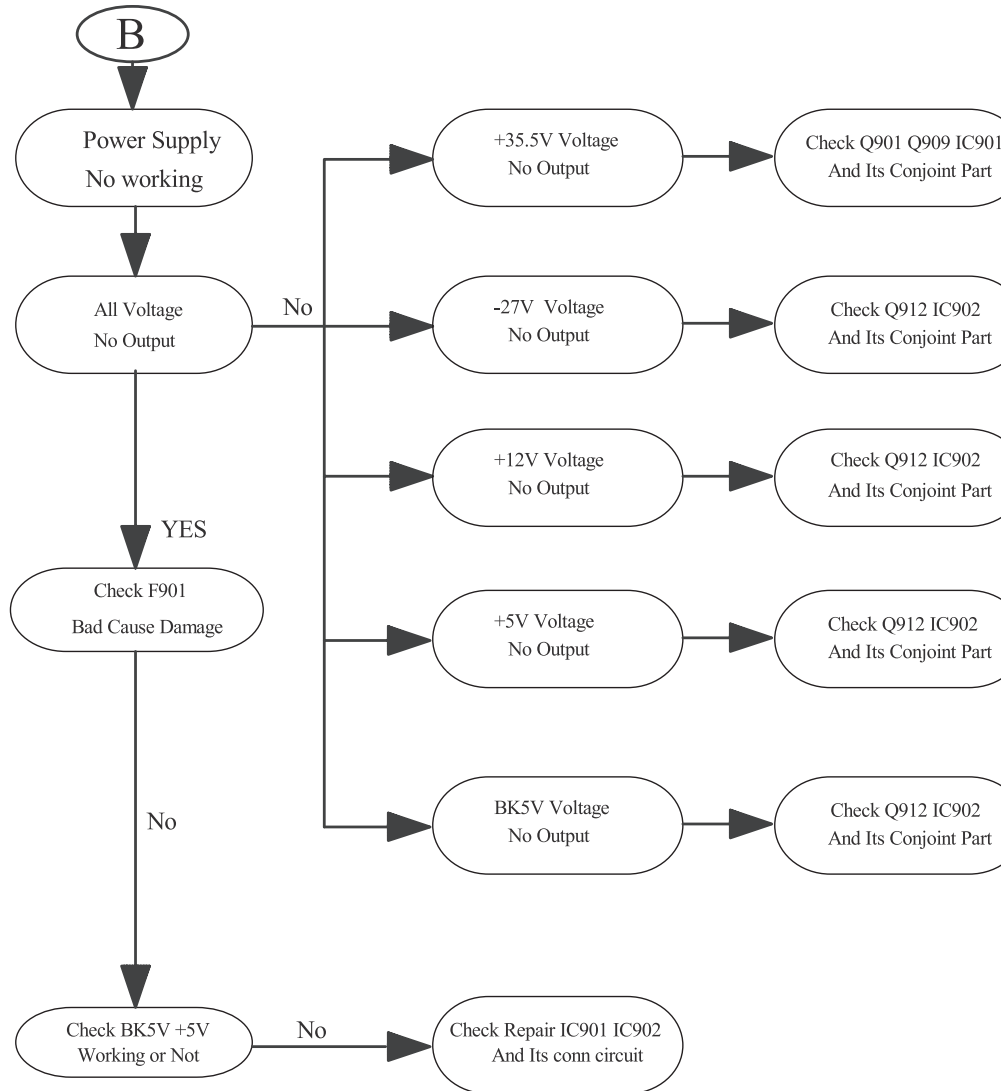 B
Power Supply
No working
All Voltage
No Output
No
YES
Check F901
Bad Cause Damage
No
Check BK5V +5V
Working or Not
No
Check Repair IC901 IC902
And Its conn circuit
+35.5V Voltage
No Output
Check Q901 Q909 IC901
And Its Conjoint Part
-27V Voltage
No Output
Check Q912 IC902
And Its Conjoint Part
+12V Voltage
No Output
Check Q912 IC902
And Its Conjoint Part
+5V Voltage
No Output
Check Q912 IC902
And Its Conjoint Part
BK5V Voltage
No Output
Check Q912 IC902
And Its Conjoint Part